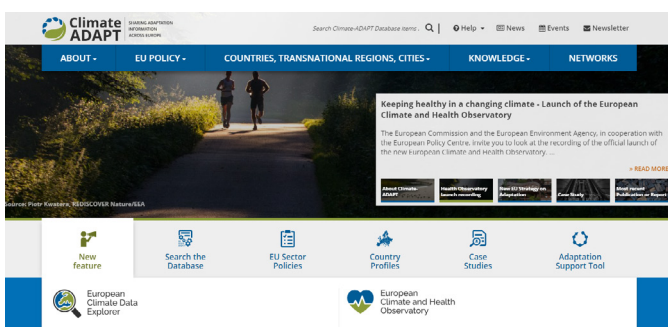 Climate
ADAPT
SHARING ADAPTATION
INFORMATION
ACROSS EUROPE
Search Climate-ADAPT Database items .
Help
News
Events
Newsletter
ABOUT
EU POLICY
COUNTRIES, TRANSNATIONAL REGIONS, CITIES
KNOWLEDGE
NETWORKS
Keeping healthy in a changing climate - Launch of the European
Climate and Health Observatory
The European Commission and the European Environment Agency, in cooperation with
the European Policy Centre, invite you to look at the recording of the official launch of
the new European Climate and Health Observatory. ...
» READ MORE
About Climate-
ADAPT
Health Observatory
launch recording
New EU Strategy on
Adaptation
Case Study
Most recent
Publication or Report
Source: Piotr Kwatera, REDISCOVER Nature/EEA
New
feature
Search the
Database
EU Sector
Policies
Country
Profiles
Case
Studies
Adaptation
Support Tool
European
Climate Data
Explorer
European
Climate and Health
Observatory